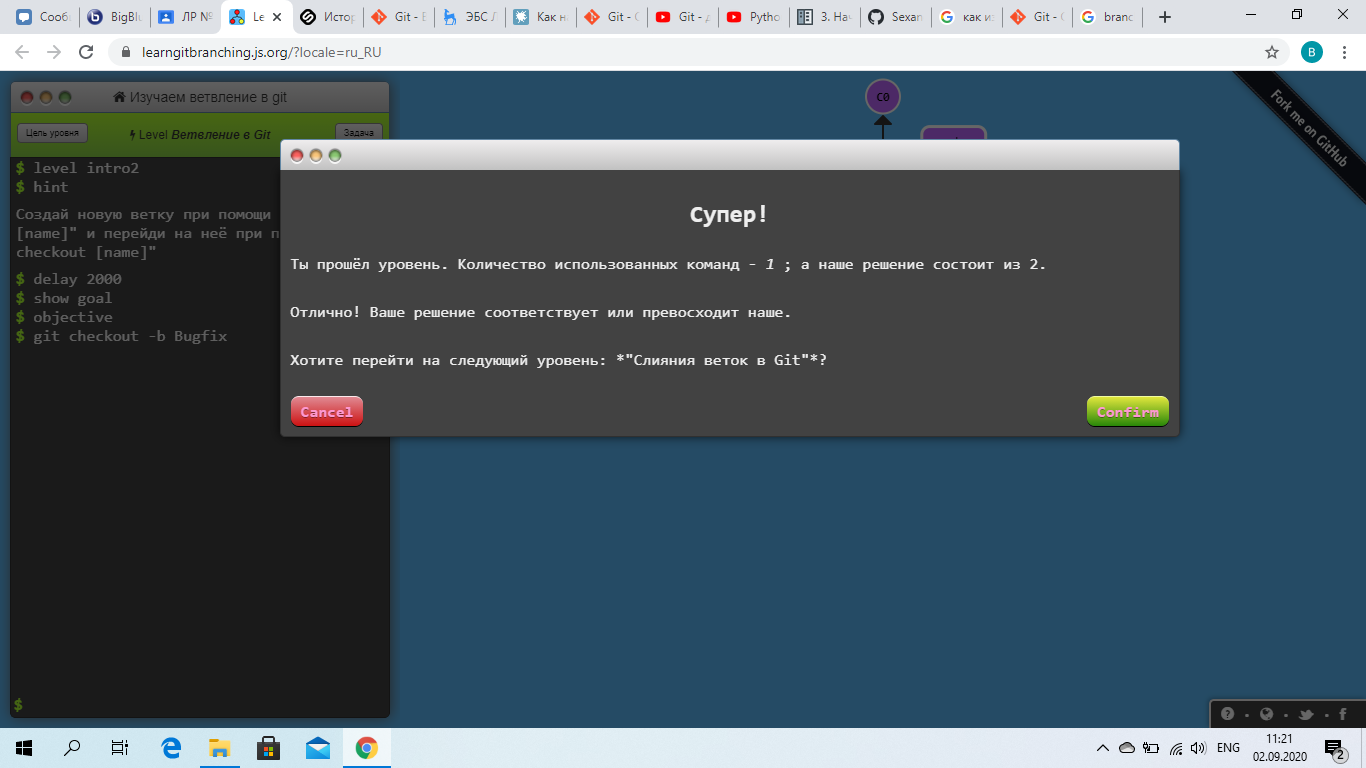 Сооб
BigBlu
ЛР №
Le
Истор
Git - Б
ЭБС Л
Как н
Git - C
Git - д
Pytho
3. Нач
Sexan
как из
Git - C
branc
learngitbranching.js.org/?locale=ru_RU
B
Изучаем ветвление в git
Цель уровня
Level Ветвление в Git
Задача
$ level intro2
$ hint
Создай новую ветку при помощи
[name]" и перейди на неё при п
checkout [name]"
$ delay 2000
$ show goal
$ objective
$ git checkout -b Bugfix
$
C0
Fork me on GitHub
Супер!
Ты прошёл уровень. Количество использованных команд - 1 ; а наше решение состоит из 2.
Отлично! Ваше решение соответствует или превосходит наше.
Хотите перейти на следующий уровень: *"Слияния веток в Git"*?
Cancel
Confirm
ENG
11:21
02.09.2020
2